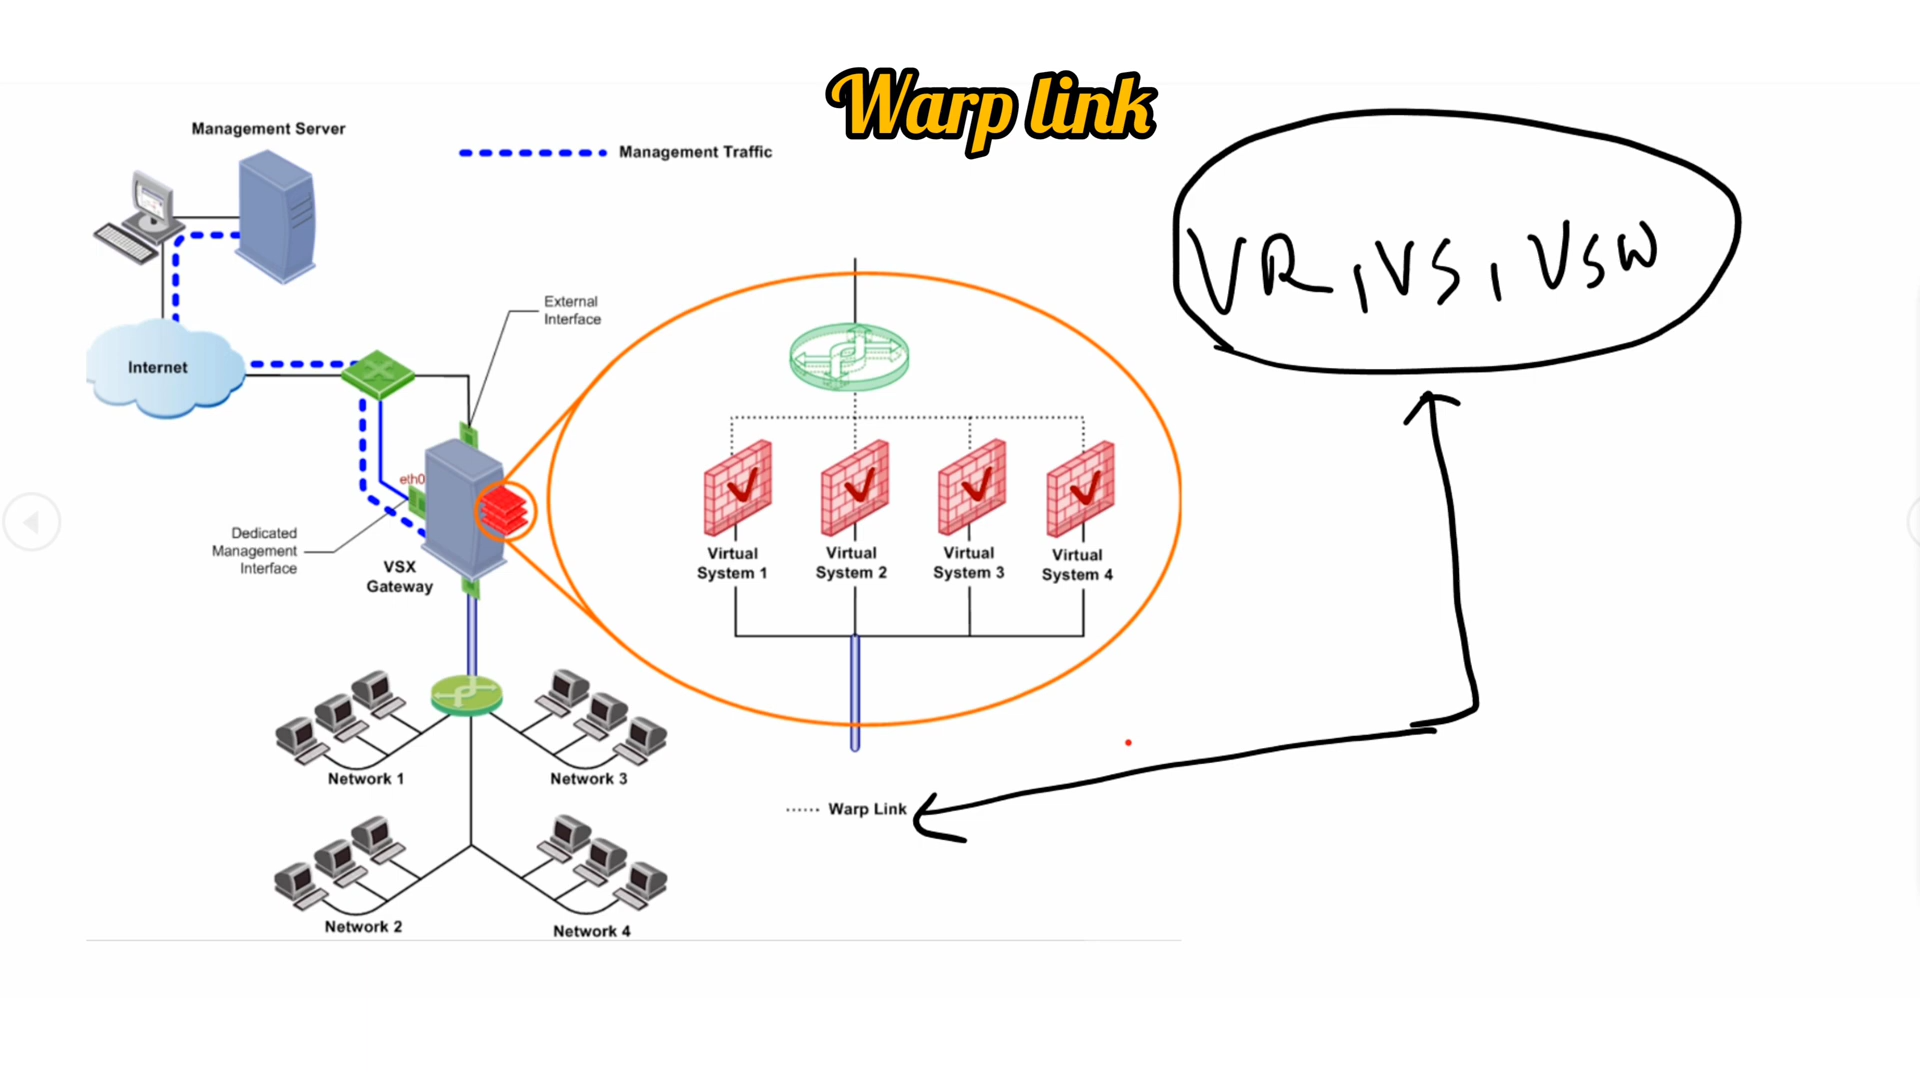 Warp link
Management Server
Management Traffic
VR, VS, VSW
External
Interface
Internet
eth0
Dedicated
Management
Interface
VSX
Gateway
Virtual
System 1
Virtual
System 2
Virtual
System 3
Virtual
System 4
Network 1
Network 3
Warp Link
Network 2
Network 4